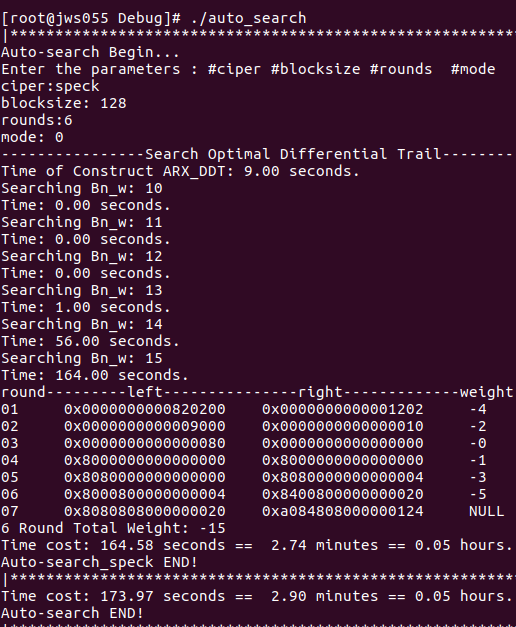 [root@jws055 Debug]# ./auto_search
|*********************************************************
Auto-search Begin...
Enter the parameters : #ciper #blocksize #rounds  #mode
ciper:speck
blocksize: 128
rounds:6
mode: 0
----------------Search Optimal Differential Trail--------
Time of Construct ARX_DDT: 9.00 seconds.
Searching Bn_w: 10
Time: 0.00 seconds.
Searching Bn_w: 11
Time: 0.00 seconds.
Searching Bn_w: 12
Time: 0.00 seconds.
Searching Bn_w: 13
Time: 1.00 seconds.
Searching Bn_w: 14
Time: 56.00 seconds.
Searching Bn_w: 15
Time: 164.00 seconds.
round---------left---------------right-------------weight
01     0x0000000000820200    0x0000000000001202     -4
02     0x0000000000009000    0x0000000000000010     -2
03     0x0000000000000080    0x0000000000000000     -0
04     0x8000000000000000    0x8000000000000000     -1
05     0x8080000000000000    0x8080000000000004     -3
06     0x8000800000000004    0x8400800000000020     -5
07     0x8080808000000020    0xa084808000000124     NULL
6 Round Total Weight: -15
Time cost: 164.58 seconds ==  2.74 minutes == 0.05 hours.
Auto-search_speck END!
|*********************************************************
Time cost: 173.97 seconds ==  2.90 minutes == 0.05 hours.
Auto-search END!
|*********************************************************